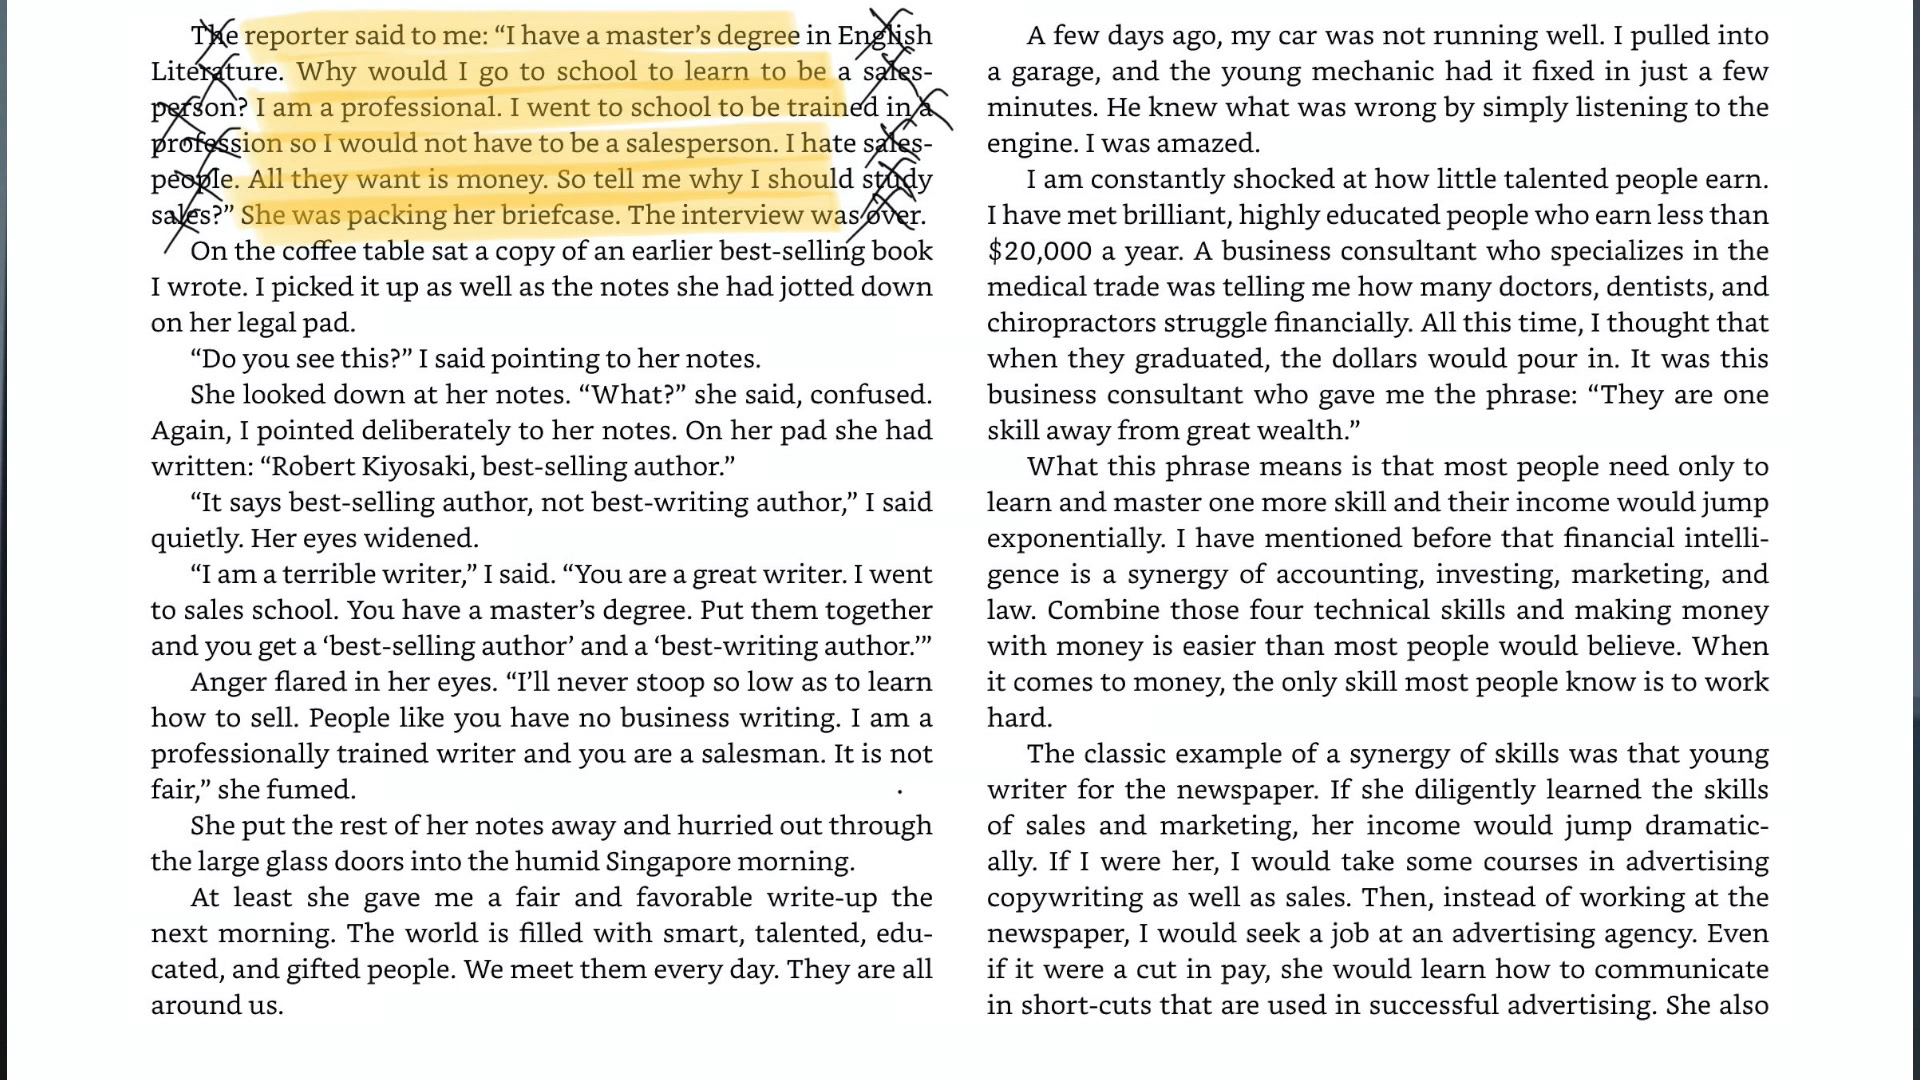 The reporter said to me: “I have a master’s degree in English
Literature. Why would I go to school to learn to be a sales-
person? I am a professional. I went to school to be trained in a
profession so I would not have to be a salesperson. I hate sales-
people. All they want is money. So tell me why I should study
sales?” She was packing her briefcase. The interview was over.
On the coffee table sat a copy of an earlier best-selling book
I wrote. I picked it up as well as the notes she had jotted down
on her legal pad.
“Do you see this?” I said pointing to her notes.
She looked down at her notes. “What?” she said, confused.
Again, I pointed deliberately to her notes. On her pad she had
written: “Robert Kiyosaki, best-selling author.”
“It says best-selling author, not best-writing author,” I said
quietly. Her eyes widened.
“I am a terrible writer,” I said. “You are a great writer. I went
to sales school. You have a master’s degree. Put them together
and you get a ‘best-selling author’ and a ‘best-writing author.’”
Anger flared in her eyes. “I’ll never stoop so low as to learn
how to sell. People like you have no business writing. I am a
professionally trained writer and you are a salesman. It is not
fair,” she fumed.
She put the rest of her notes away and hurried out through
the large glass doors into the humid Singapore morning.
At least she gave me a fair and favorable write-up the
next morning. The world is filled with smart, talented, edu-
cated, and gifted people. We meet them every day. They are all
around us.
A few days ago, my car was not running well. I pulled into
a garage, and the young mechanic had it fixed in just a few
minutes. He knew what was wrong by simply listening to the
engine. I was amazed.
I am constantly shocked at how little talented people earn.
I have met brilliant, highly educated people who earn less than
$20,000 a year. A business consultant who specializes in the
medical trade was telling me how many doctors, dentists, and
chiropractors struggle financially. All this time, I thought that
when they graduated, the dollars would pour in. It was this
business consultant who gave me the phrase: “They are one
skill away from great wealth.”
What this phrase means is that most people need only to
learn and master one more skill and their income would jump
exponentially. I have mentioned before that financial intelli-
gence is a synergy of accounting, investing, marketing, and
law. Combine those four technical skills and making money
with money is easier than most people would believe. When
it comes to money, the only skill most people know is to work
hard.
The classic example of a synergy of skills was that young
writer for the newspaper. If she diligently learned the skills
of sales and marketing, her income would jump dramatic-
ally. If I were her, I would take some courses in advertising
copywriting as well as sales. Then, instead of working at the
newspaper, I would seek a job at an advertising agency. Even
if it were a cut in pay, she would learn how to communicate
in short-cuts that are used in successful advertising. She also